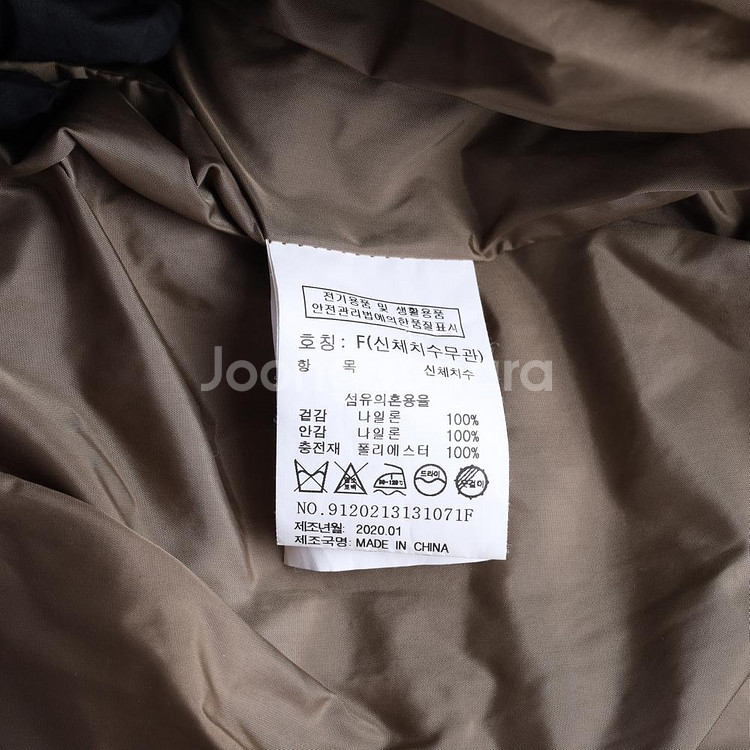 전기용품 및 생활용품
안전관리법에의한품질표시
호칭: F(신체치수무관)
항 목 신체치수
섬유의혼용율
겉감 나일론 100%
안감 나일론 100%
충전재 폴리에스터 100%
드라이
NO.9120213131071F
제조년월: 2020.01
제조국명: MADE IN CHINA